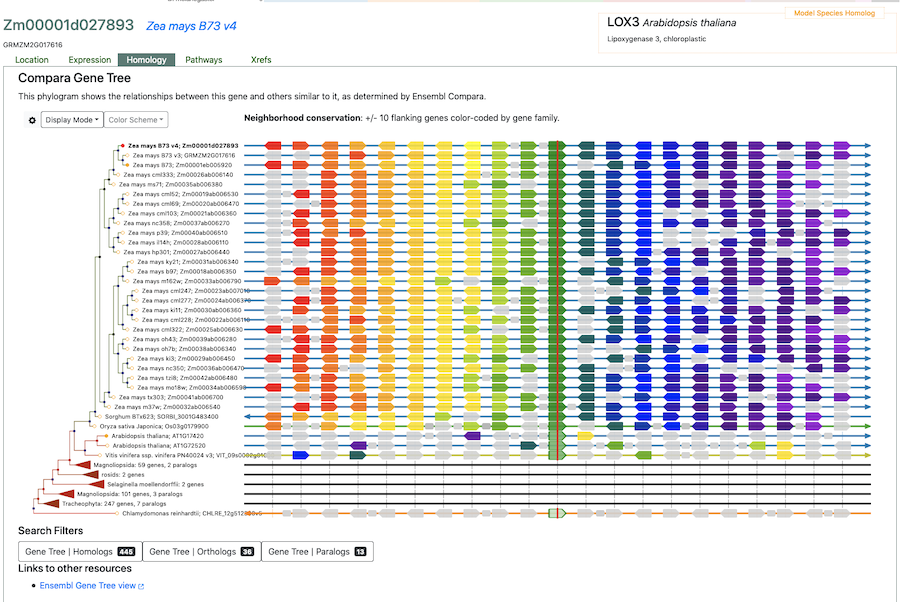 Zm00001d027893 Zea mays B73 v4
GRMZM2G017616
Model Species Homolog
LOX3 Arabidopsis thaliana
Lipoxygenase 3, chloroplastic
Location Expression Homology Pathways Xrefs
Compara Gene Tree
This phylogram shows the relationships between this gene and others similar to it, as determined by Ensembl Compara.
Display Mode Color Scheme
Neighborhood conservation: +/- 10 flanking genes color-coded by gene family.
Zea mays B73 v4; Zm00001d027893
Zea mays B73 v3; GRMZM2G017616
Zea mays B73; Zm00001eb005920
Zea mays cml333; Zm00026ab006140
Zea mays ms71; Zm00035ab006380
Zea mays cml52; Zm00019ab006530
Zea mays cml69; Zm00020ab006470
Zea mays cml103; Zm00021ab006360
Zea mays nc358; Zm00037ab006270
Zea mays p39; Zm00040ab006510
Zea mays il14h; Zm00028ab006110
Zea mays hp301; Zm00027ab006440
Zea mays ky21; Zm00031ab006340
Zea mays b97; Zm00018ab006350
Zea mays m162w; Zm00033ab006790
Zea mays cml247; Zm00023ab007010
Zea mays cml277; Zm00024ab006370
Zea mays ki11; Zm00030ab006360
Zea mays cml228; Zm00022ab006110
Zea mays cml322; Zm00025ab006630
Zea mays oh43; Zm00039ab006280
Zea mays oh7b; Zm00038ab006340
Zea mays ki3; Zm00029ab006450
Zea mays nc350; Zm00036ab006470
Zea mays tzi8; Zm00042ab006480
Zea mays mo18w; Zm00034ab006590
Zea mays tx303; Zm00041ab006700
Zea mays m37w; Zm00032ab006540
Sorghum BTx623; SORBI_3001G483400
Oryza sativa Japonica; Os03g0179900
Arabidopsis thaliana; AT1G17420
Arabidopsis thaliana; AT1G72520
Vitis vinifera ssp. vinifera PN40024 v3;
Magnoliopsida: 59 genes, 2 paralogs
rosids: 2 genes
Selaginella moellendorffii: 2 genes
Magnoliopsida: 101 genes, 3 paralogs
Tracheophyta: 247 genes, 7 paralogs
Chlamydomonas reinhardtii;
Search Filters
Gene Tree | Homologs 445 Gene Tree | Orthologs 36 Gene Tree | Paralogs 13
Links to other resources
Ensembl Gene Tree view